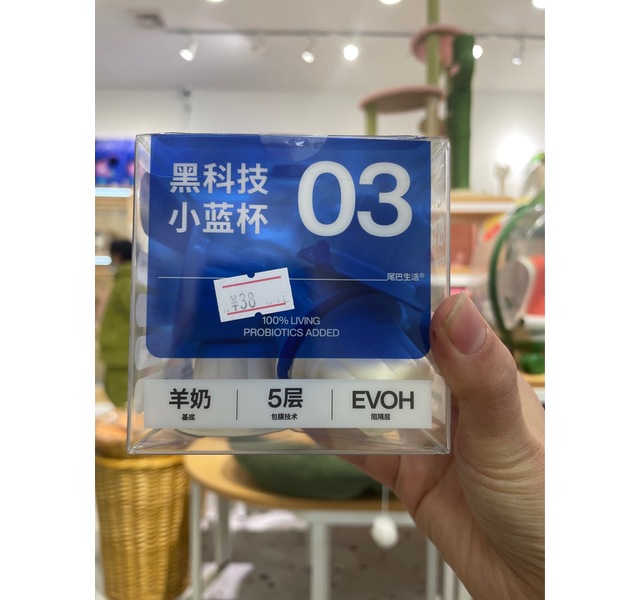 黑科技
小蓝杯
03
尾巴生活®
¥38
100% LIVING
PROBIOTICS ADDED
羊奶
基底
5层
包膜技术
EVOH
阻隔层